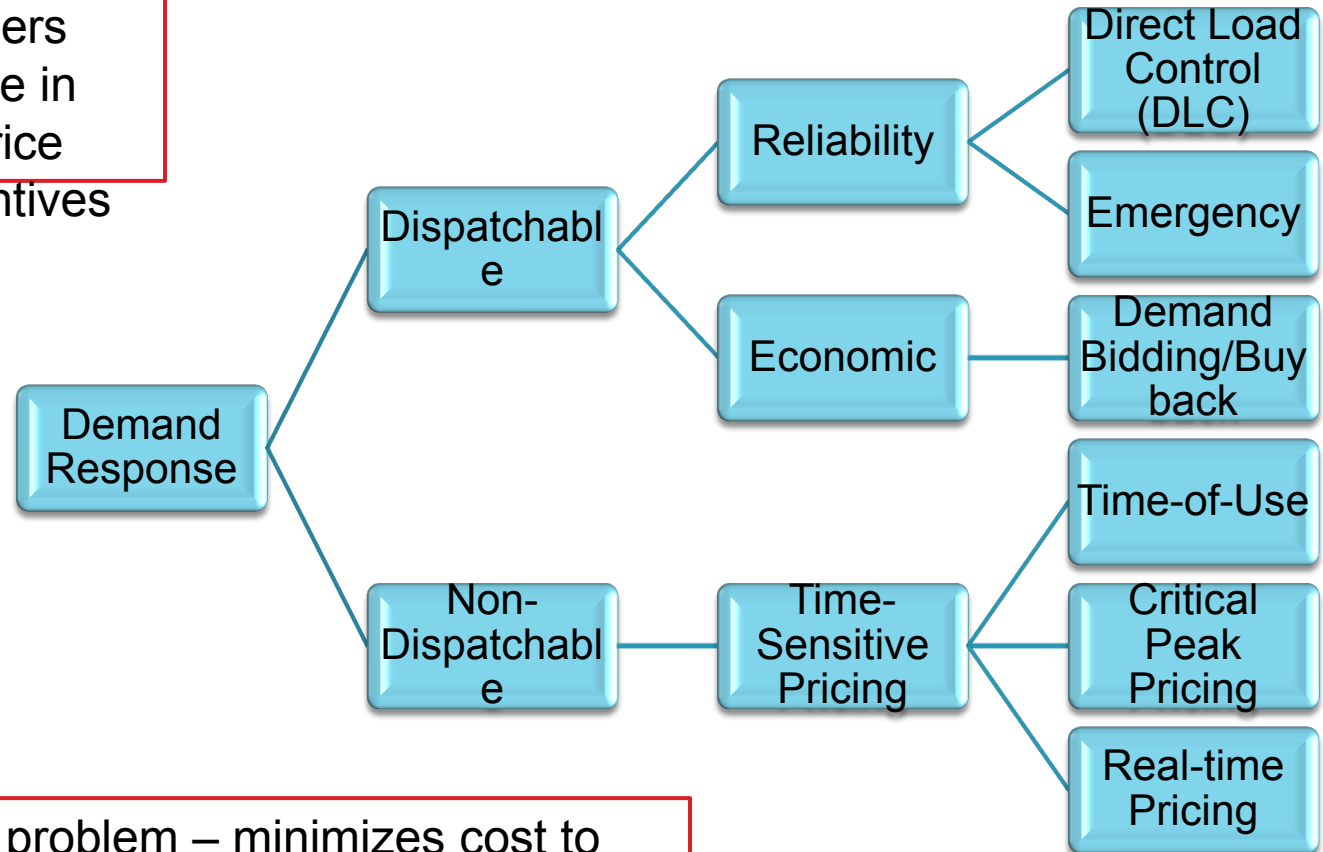 ers
e in
rice
ntives
Demand
Response
Dispatchabl
e
Non-
Dispatchabl
e
Reliability
Economic
Time-
Sensitive
Pricing
Direct Load
Control
(DLC)
Emergency
Demand
Bidding/Buy
back
Time-of-Use
Critical
Peak
Pricing
Real-time
Pricing
problem – minimizes cost to